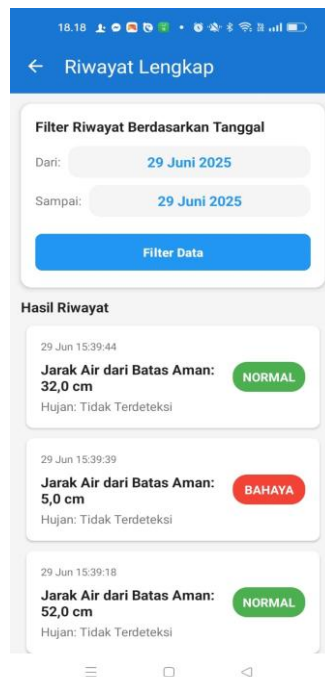 18.18
Riwayat Lengkap
Filter Riwayat Berdasarkan Tanggal
Dari: 29 Juni 2025
Sampai: 29 Juni 2025
Filter Data
Hasil Riwayat
29 Jun 15:39:44
Jarak Air dari Batas Aman:
32,0 cm
NORMAL
Hujan: Tidak Terdeteksi
29 Jun 15:39:39
Jarak Air dari Batas Aman:
5,0 cm
BAHAYA
Hujan: Tidak Terdeteksi
29 Jun 15:39:18
Jarak Air dari Batas Aman:
52,0 cm
NORMAL
Hujan: Tidak Terdeteksi